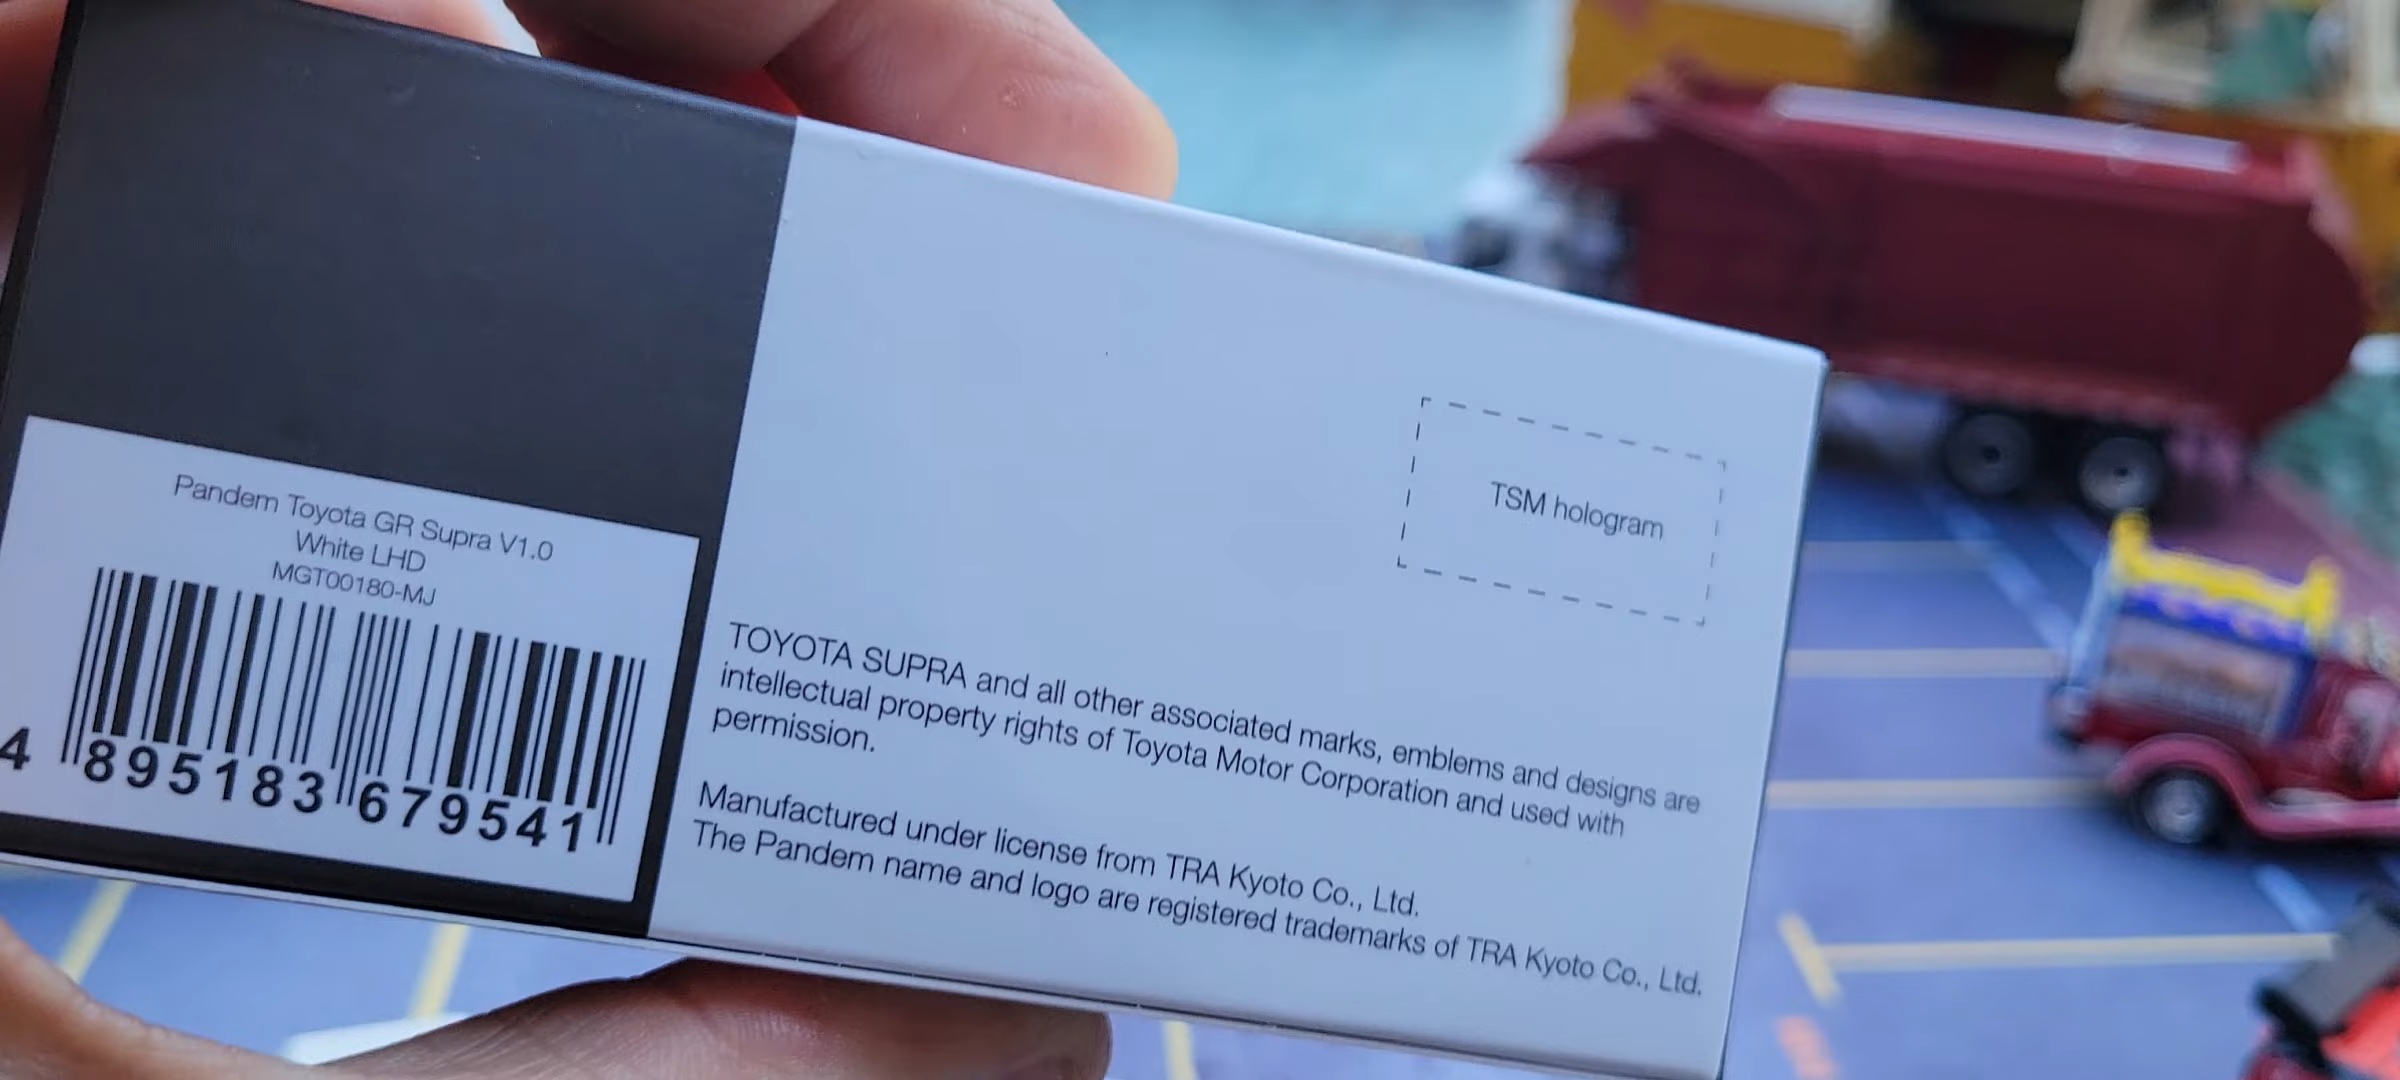 Pandem Toyota GR Supra V1.0
White LHD
MGT00180-MJ
4 895183 679541
TSM hologram
TOYOTA SUPRA and all other associated marks, emblems and designs are
intellectual property rights of Toyota Motor Corporation and used with
permission.
Manufactured under license from TRA Kyoto Co., Ltd.
The Pandem name and logo are registered trademarks of TRA Kyoto Co., Ltd.